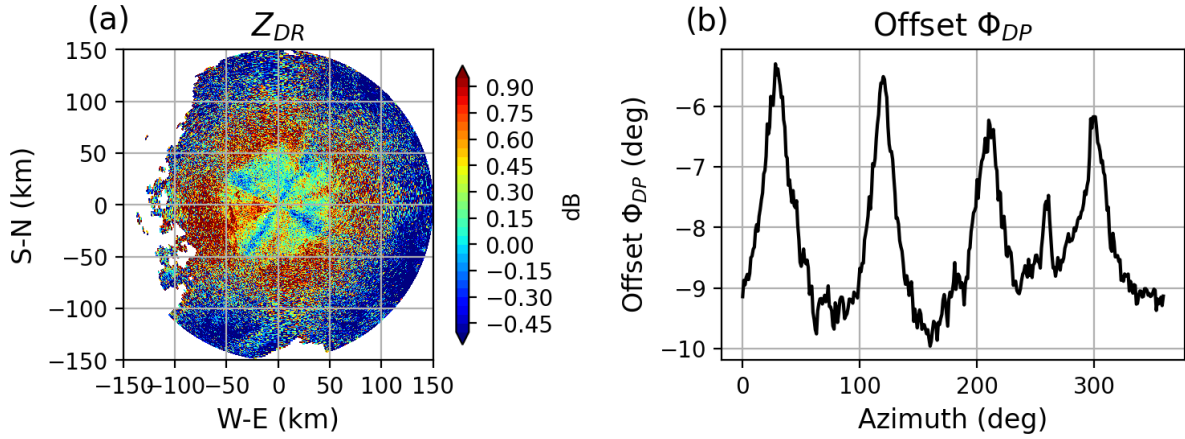 (a)
Z_DR
150
100
50
0
−50
−100
−150
S-N (km)
−150 −100 −50 0 50 100 150
W-E (km)
0.90
0.75
0.60
0.45
0.30
0.15
0.00
−0.15
−0.30
−0.45
dB
(b)
Offset Φ_DP
−6
−7
−8
−9
−10
Offset Φ_DP (deg)
0 100 200 300
Azimuth (deg)